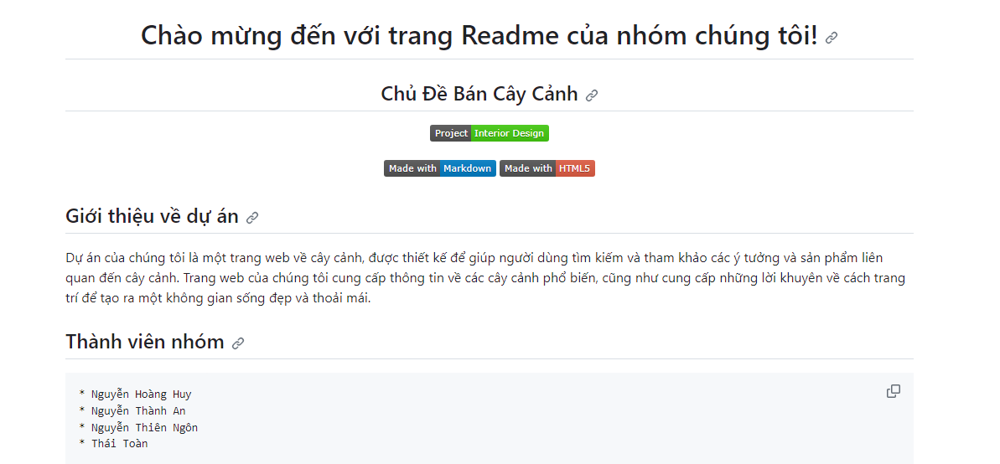 Chào mừng đến với trang Readme của nhóm chúng tôi!
Chủ Đề Bán Cây Cảnh
Project Interior Design
Made with Markdown Made with HTML5
Giới thiệu về dự án
Dự án của chúng tôi là một trang web về cây cảnh, được thiết kế để giúp người dùng tìm kiếm và tham khảo các ý tưởng và sản phẩm liên
quan đến cây cảnh. Trang web của chúng tôi cung cấp thông tin về các cây cảnh phổ biến, cũng như cung cấp những lời khuyên về cách trang
trí để tạo ra một không gian sống đẹp và thoải mái.
Thành viên nhóm
* Nguyễn Hoàng Huy
* Nguyễn Thành An
* Nguyễn Thiên Ngôn
* Thái Toàn